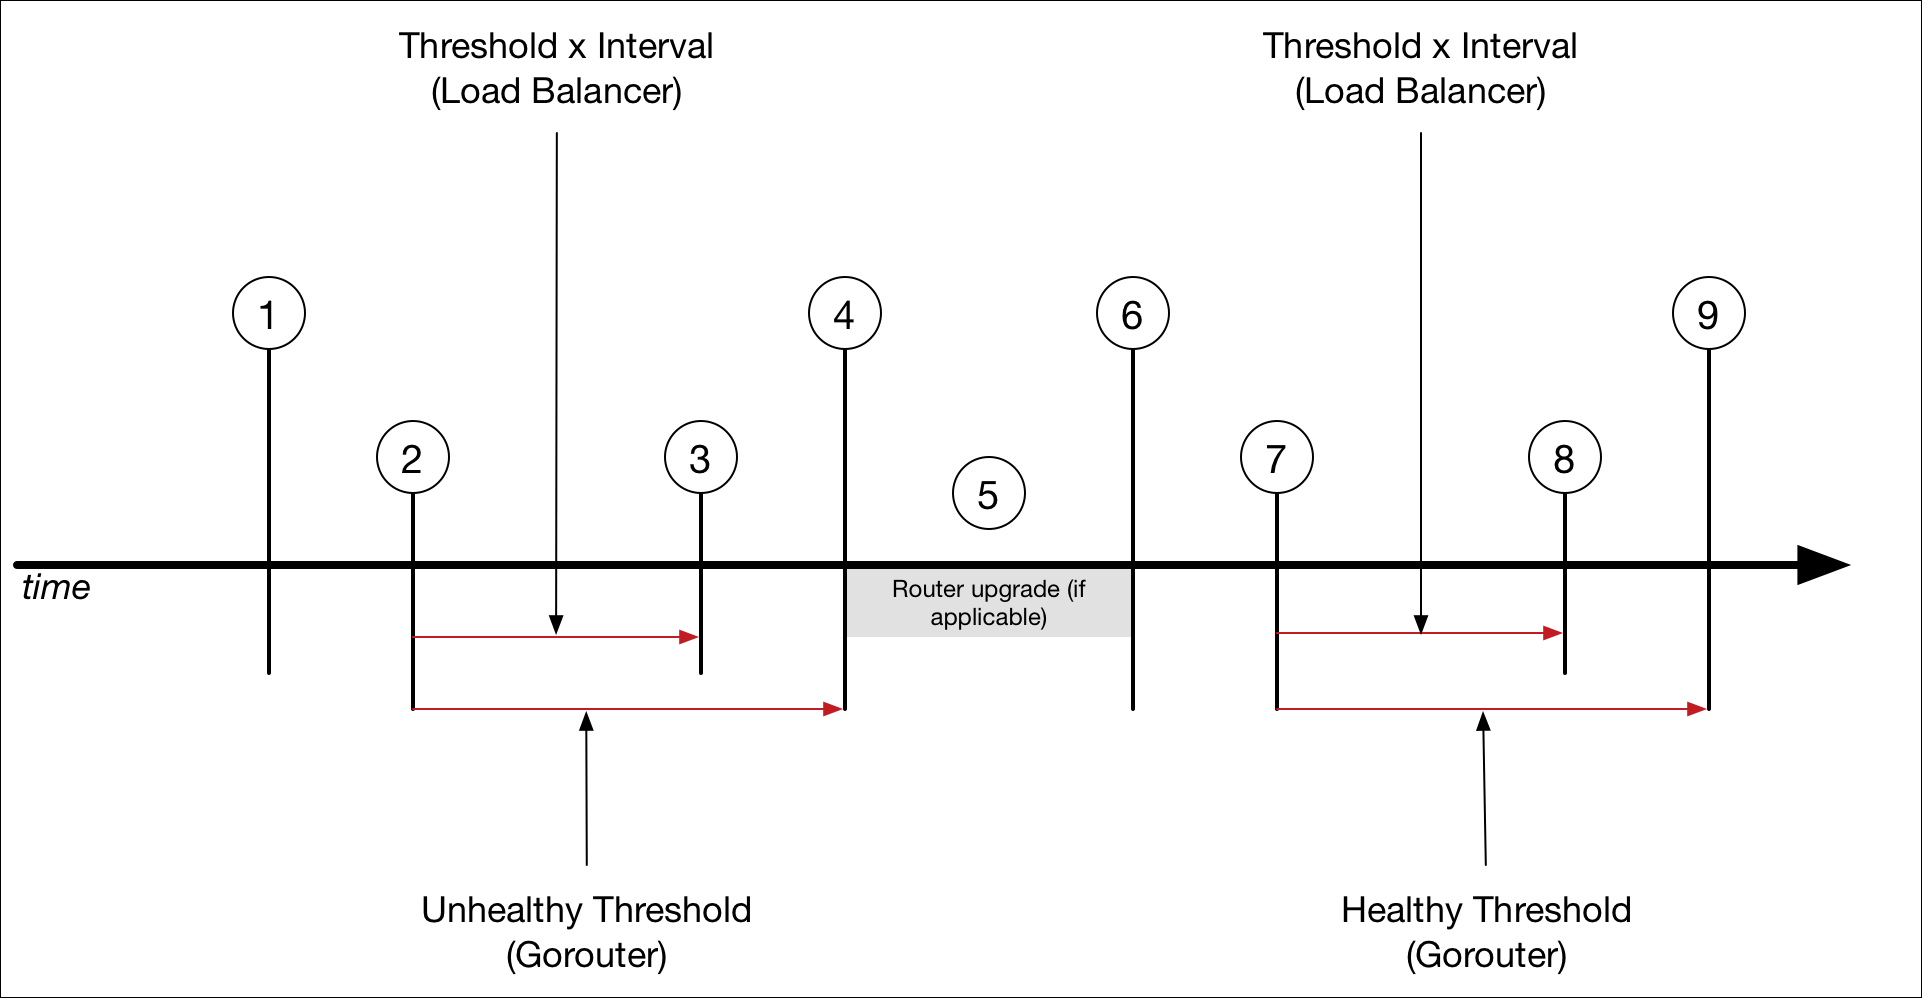 Threshold x Interval
(Load Balancer)
Threshold x Interval
(Load Balancer)
1
4
6
9
2
3
7
8
5
time
Router upgrade (if
applicable)
Unhealthy Threshold
(Gorouter)
Healthy Threshold
(Gorouter)